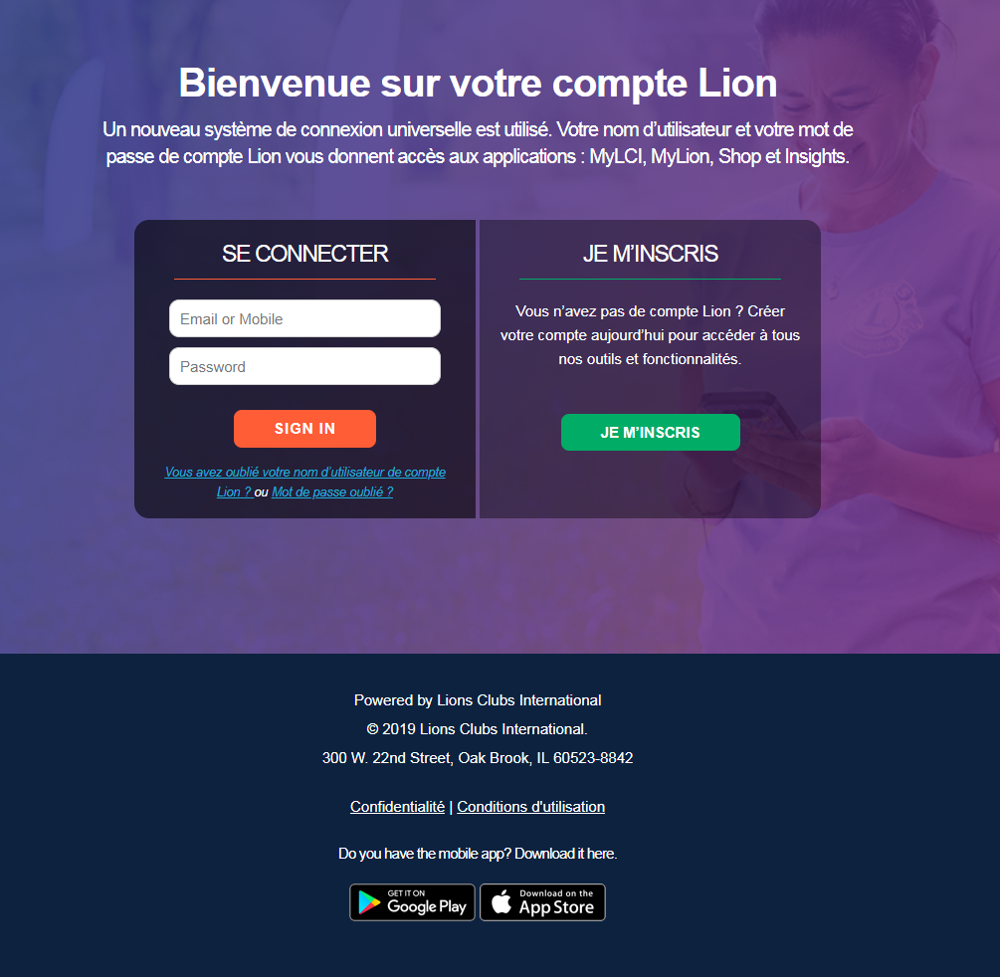 Bienvenue sur votre compte Lion
Un nouveau système de connexion universelle est utilisé. Votre nom d’utilisateur et votre mot de
passe de compte Lion vous donnent accès aux applications : MyLCI, MyLion, Shop et Insights.
SE CONNECTER
Email or Mobile
Password
SIGN IN
Vous avez oublié votre nom d’utilisateur de compte
Lion ? ou Mot de passe oublié ?
JE M’INSCRIS
Vous n’avez pas de compte Lion ? Créer
votre compte aujourd’hui pour accéder à tous
nos outils et fonctionnalités.
JE M’INSCRIS
Powered by Lions Clubs International
© 2019 Lions Clubs International.
300 W. 22nd Street, Oak Brook, IL 60523-8842
Confidentialité | Conditions d'utilisation
Do you have the mobile app? Download it here.
GET IT ON
Google Play
Download on the
App Store